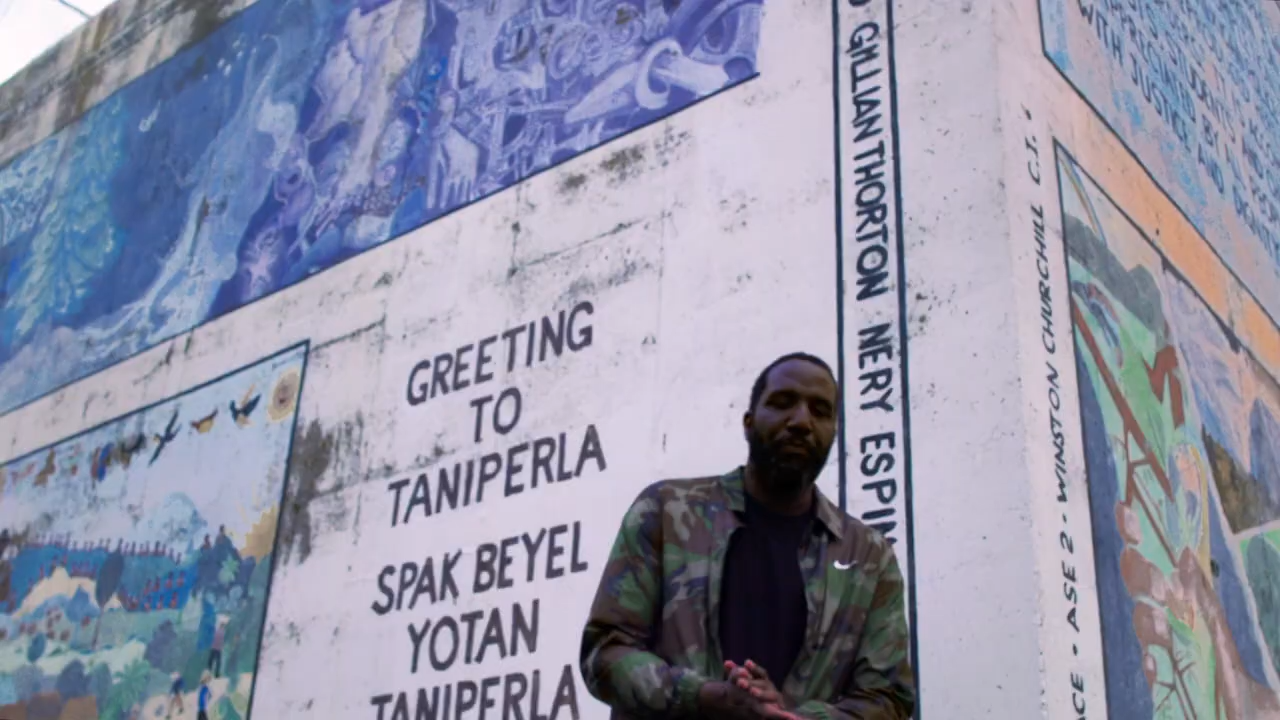 GREETING
TO
TANIPERLA
SPAK BEYEL
YOTAN
TANIPERLA
GILLIAN THORTON NERY ESPIN
ASE 2 • WINSTON CHURCHILL C.I. •
WITH JUSTICE
AND